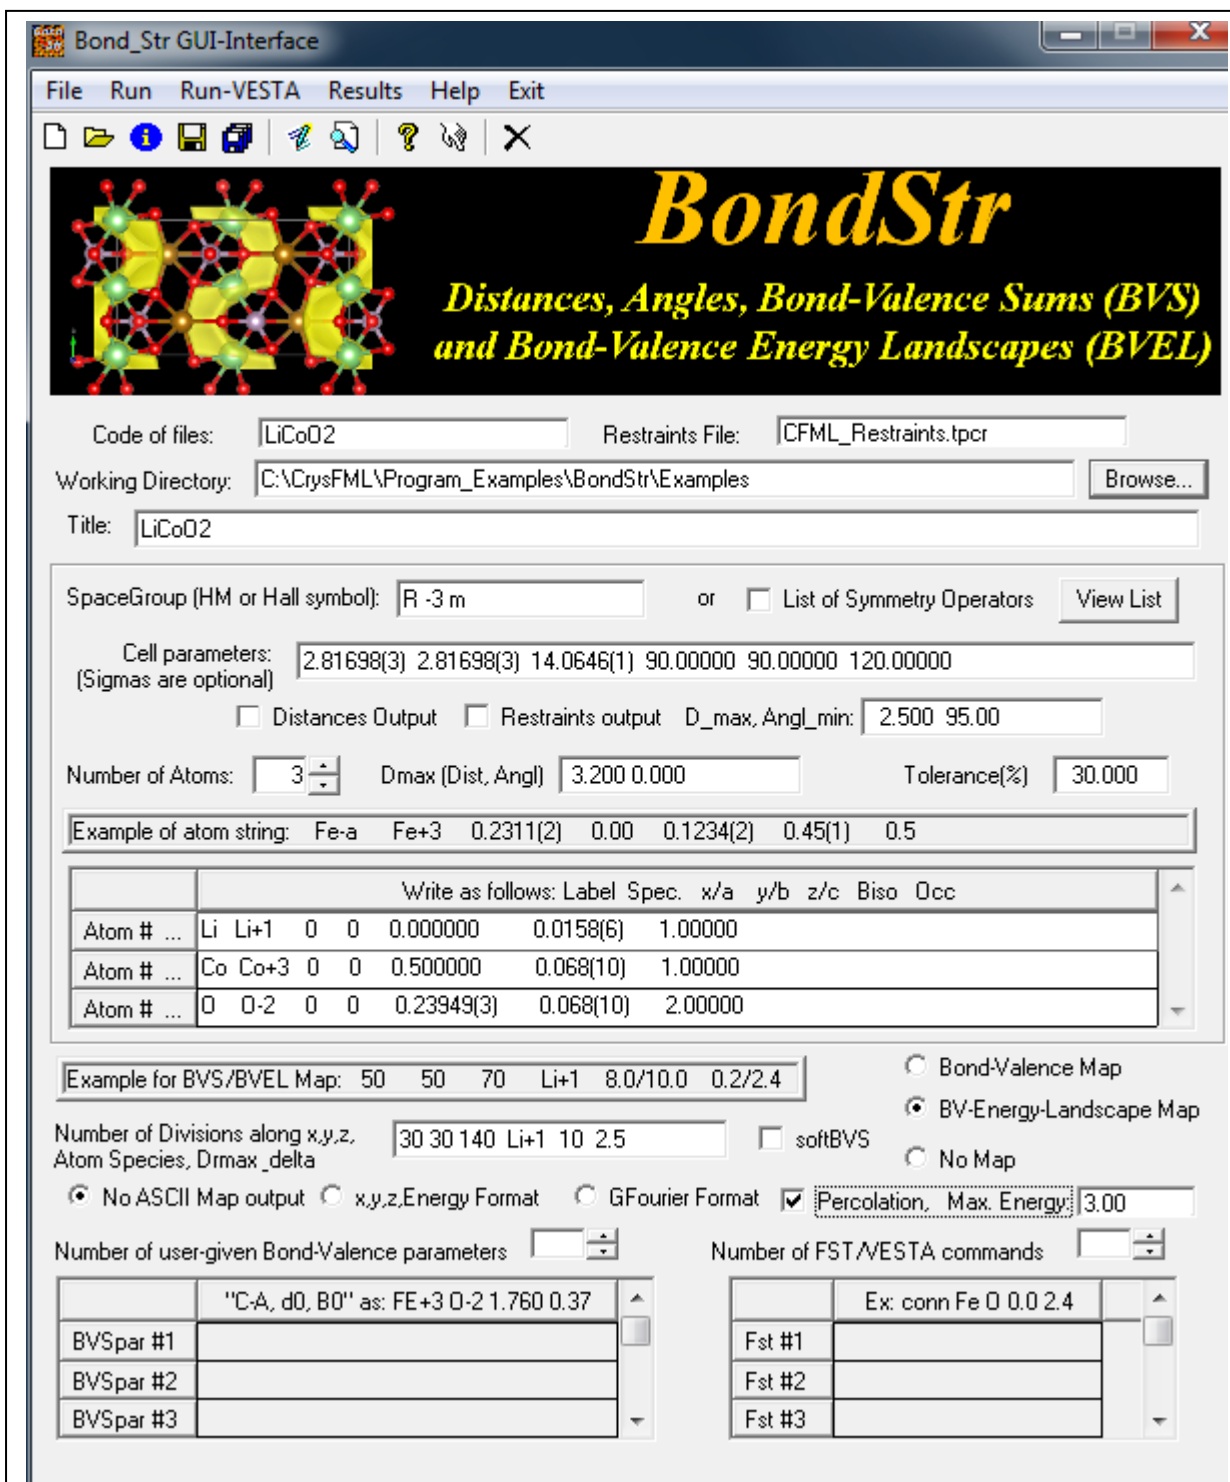 Bond_Str GUI-Interface
File Run Run-VESTA Results Help Exit
BondStr
Distances, Angles, Bond-Valence Sums (BVS)
and Bond-Valence Energy Landscapes (BVEL)
Code of files: LiCoO2 Restraints File: CFML_Restraints.tpcr
Working Directory: C:\CrysFML\Program_Examples\BondStr\Examples Browse...
Title: LiCoO2
SpaceGroup (HM or Hall symbol): R -3 m or List of Symmetry Operators View List
Cell parameters: 2.81698(3) 2.81698(3) 14.0646(1) 90.00000 90.00000 120.00000
(Sigmas are optional)
Distances Output Restraints output D_max, Angl_min: 2.500 95.00
Number of Atoms: 3 Dmax (Dist, Angl) 3.200 0.000 Tolerance(%) 30.000
Example of atom string: Fe-a Fe+3 0.2311(2) 0.00 0.1234(2) 0.45(1) 0.5
Write as follows: Label Spec. x/a y/b z/c Biso Occ
Atom # ... Li Li+1 0 0 0.000000 0.0158(6) 1.00000
Atom # ... Co Co+3 0 0 0.500000 0.068(10) 1.00000
Atom # ... O O-2 0 0 0.23949(3) 0.068(10) 2.00000
Example for BVS/BVEL Map: 50 50 70 Li+1 8.0/10.0 0.2/2.4
Bond-Valence Map
BV-Energy-Landscape Map
No Map
Number of Divisions along x,y,z, 30 30 140 Li+1 10 2.5 softBVS
Atom Species, Drmax_delta
No ASCII Map output x,y,z,Energy Format GFourier Format Percolation, Max. Energy: 3.00
Number of user-given Bond-Valence parameters Number of FST/VESTA commands
"C-A, d0, B0" as: FE+3 O-2 1.760 0.37 Ex: conn Fe O 0.0 2.4
BVSpar #1 Fst #1
BVSpar #2 Fst #2
BVSpar #3 Fst #3